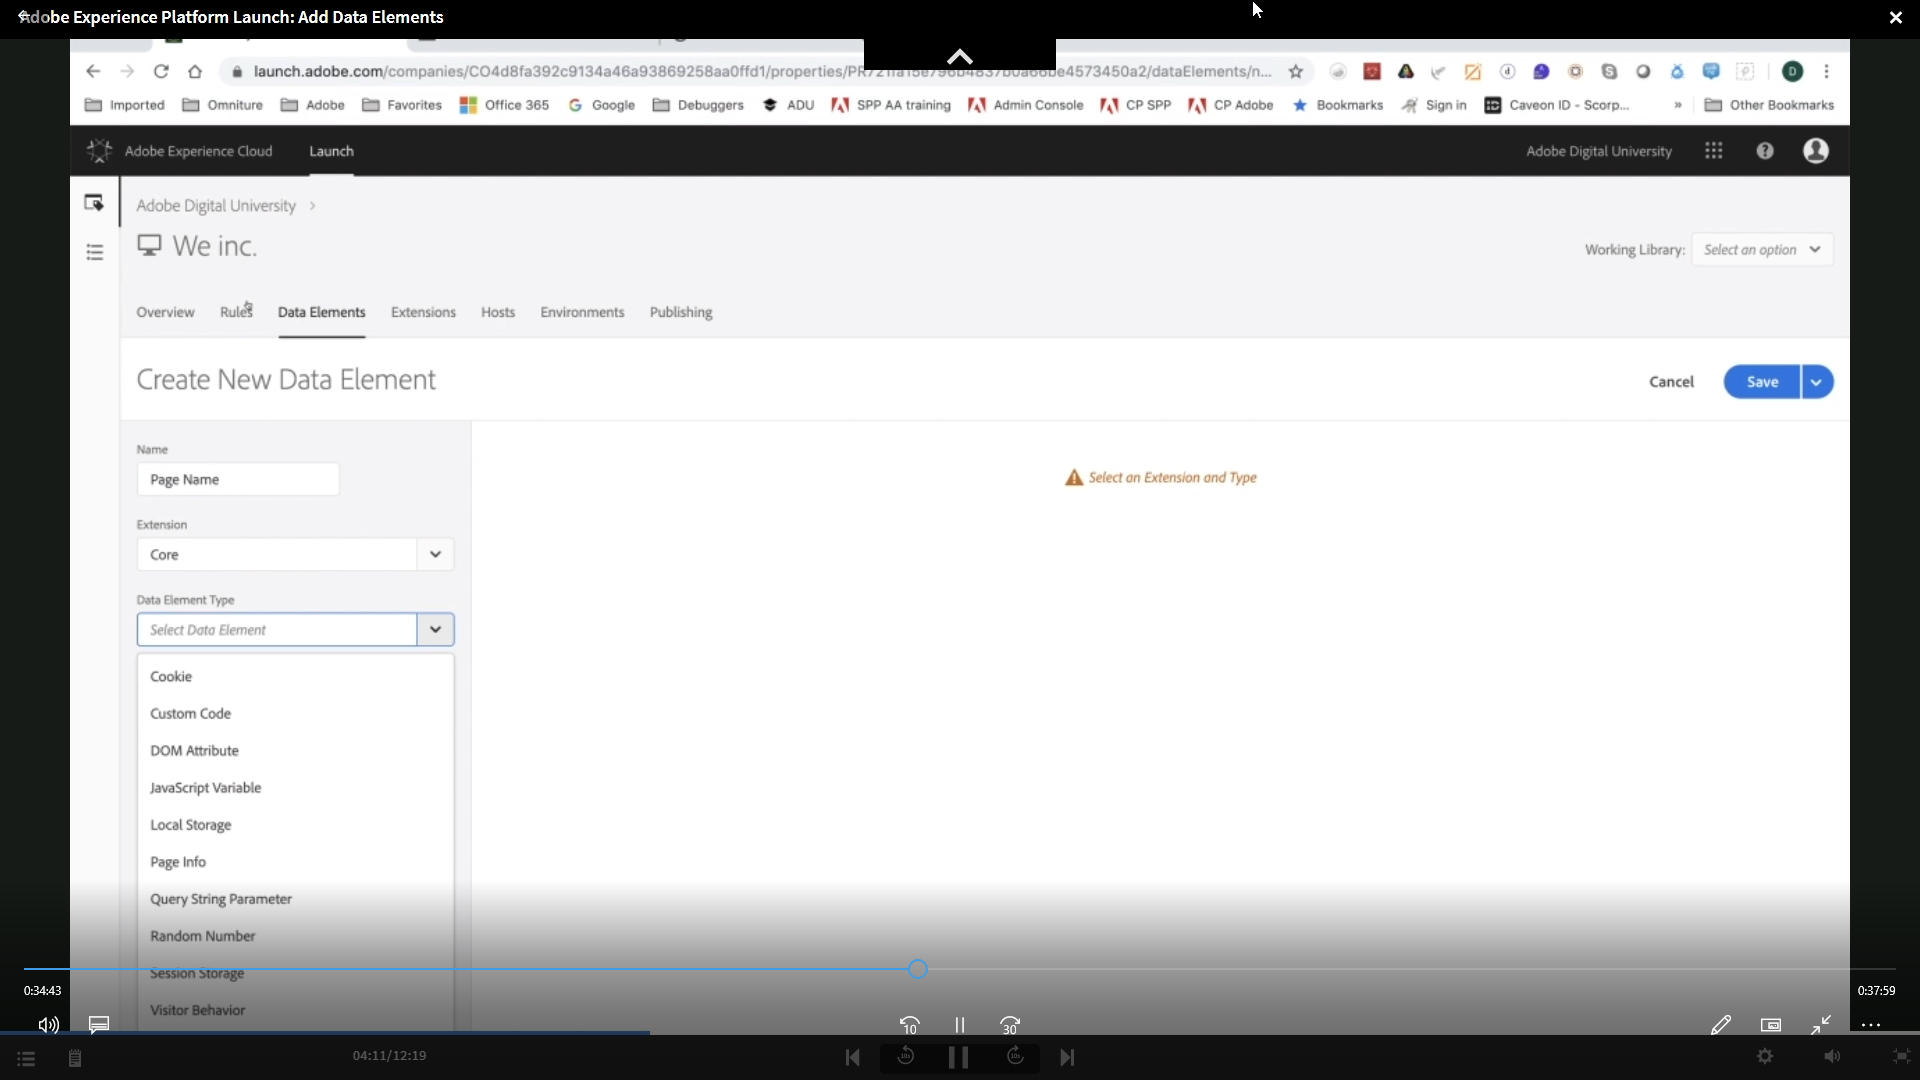 Adobe Experience Platform Launch: Add Data Elements
launch.adobe.com/companies/CO4d8fa392c9134a46a93869258aa0ffd1/properties/
Imported Omniture Adobe Favorites Office 365 Google Debuggers ADU SPP AA training Admin Console CP SPP CP Adobe Bookmarks Sign in Caveon ID - Scorp... » Other Bookmarks
Adobe Experience Cloud Launch Adobe Digital University
Adobe Digital University >
We inc.
Working Library: Select an option
Overview Rules Data Elements Extensions Hosts Environments Publishing
Create New Data Element
Cancel Save
Name
Page Name
Select an Extension and Type
Extension
Core
Data Element Type
Select Data Element
Cookie
Custom Code
DOM Attribute
JavaScript Variable
Local Storage
Page Info
Query String Parameter
Random Number
Session Storage
0:34:43 0:37:59
Visitor Behavior
10 30
04:11/12:19
10s 10s